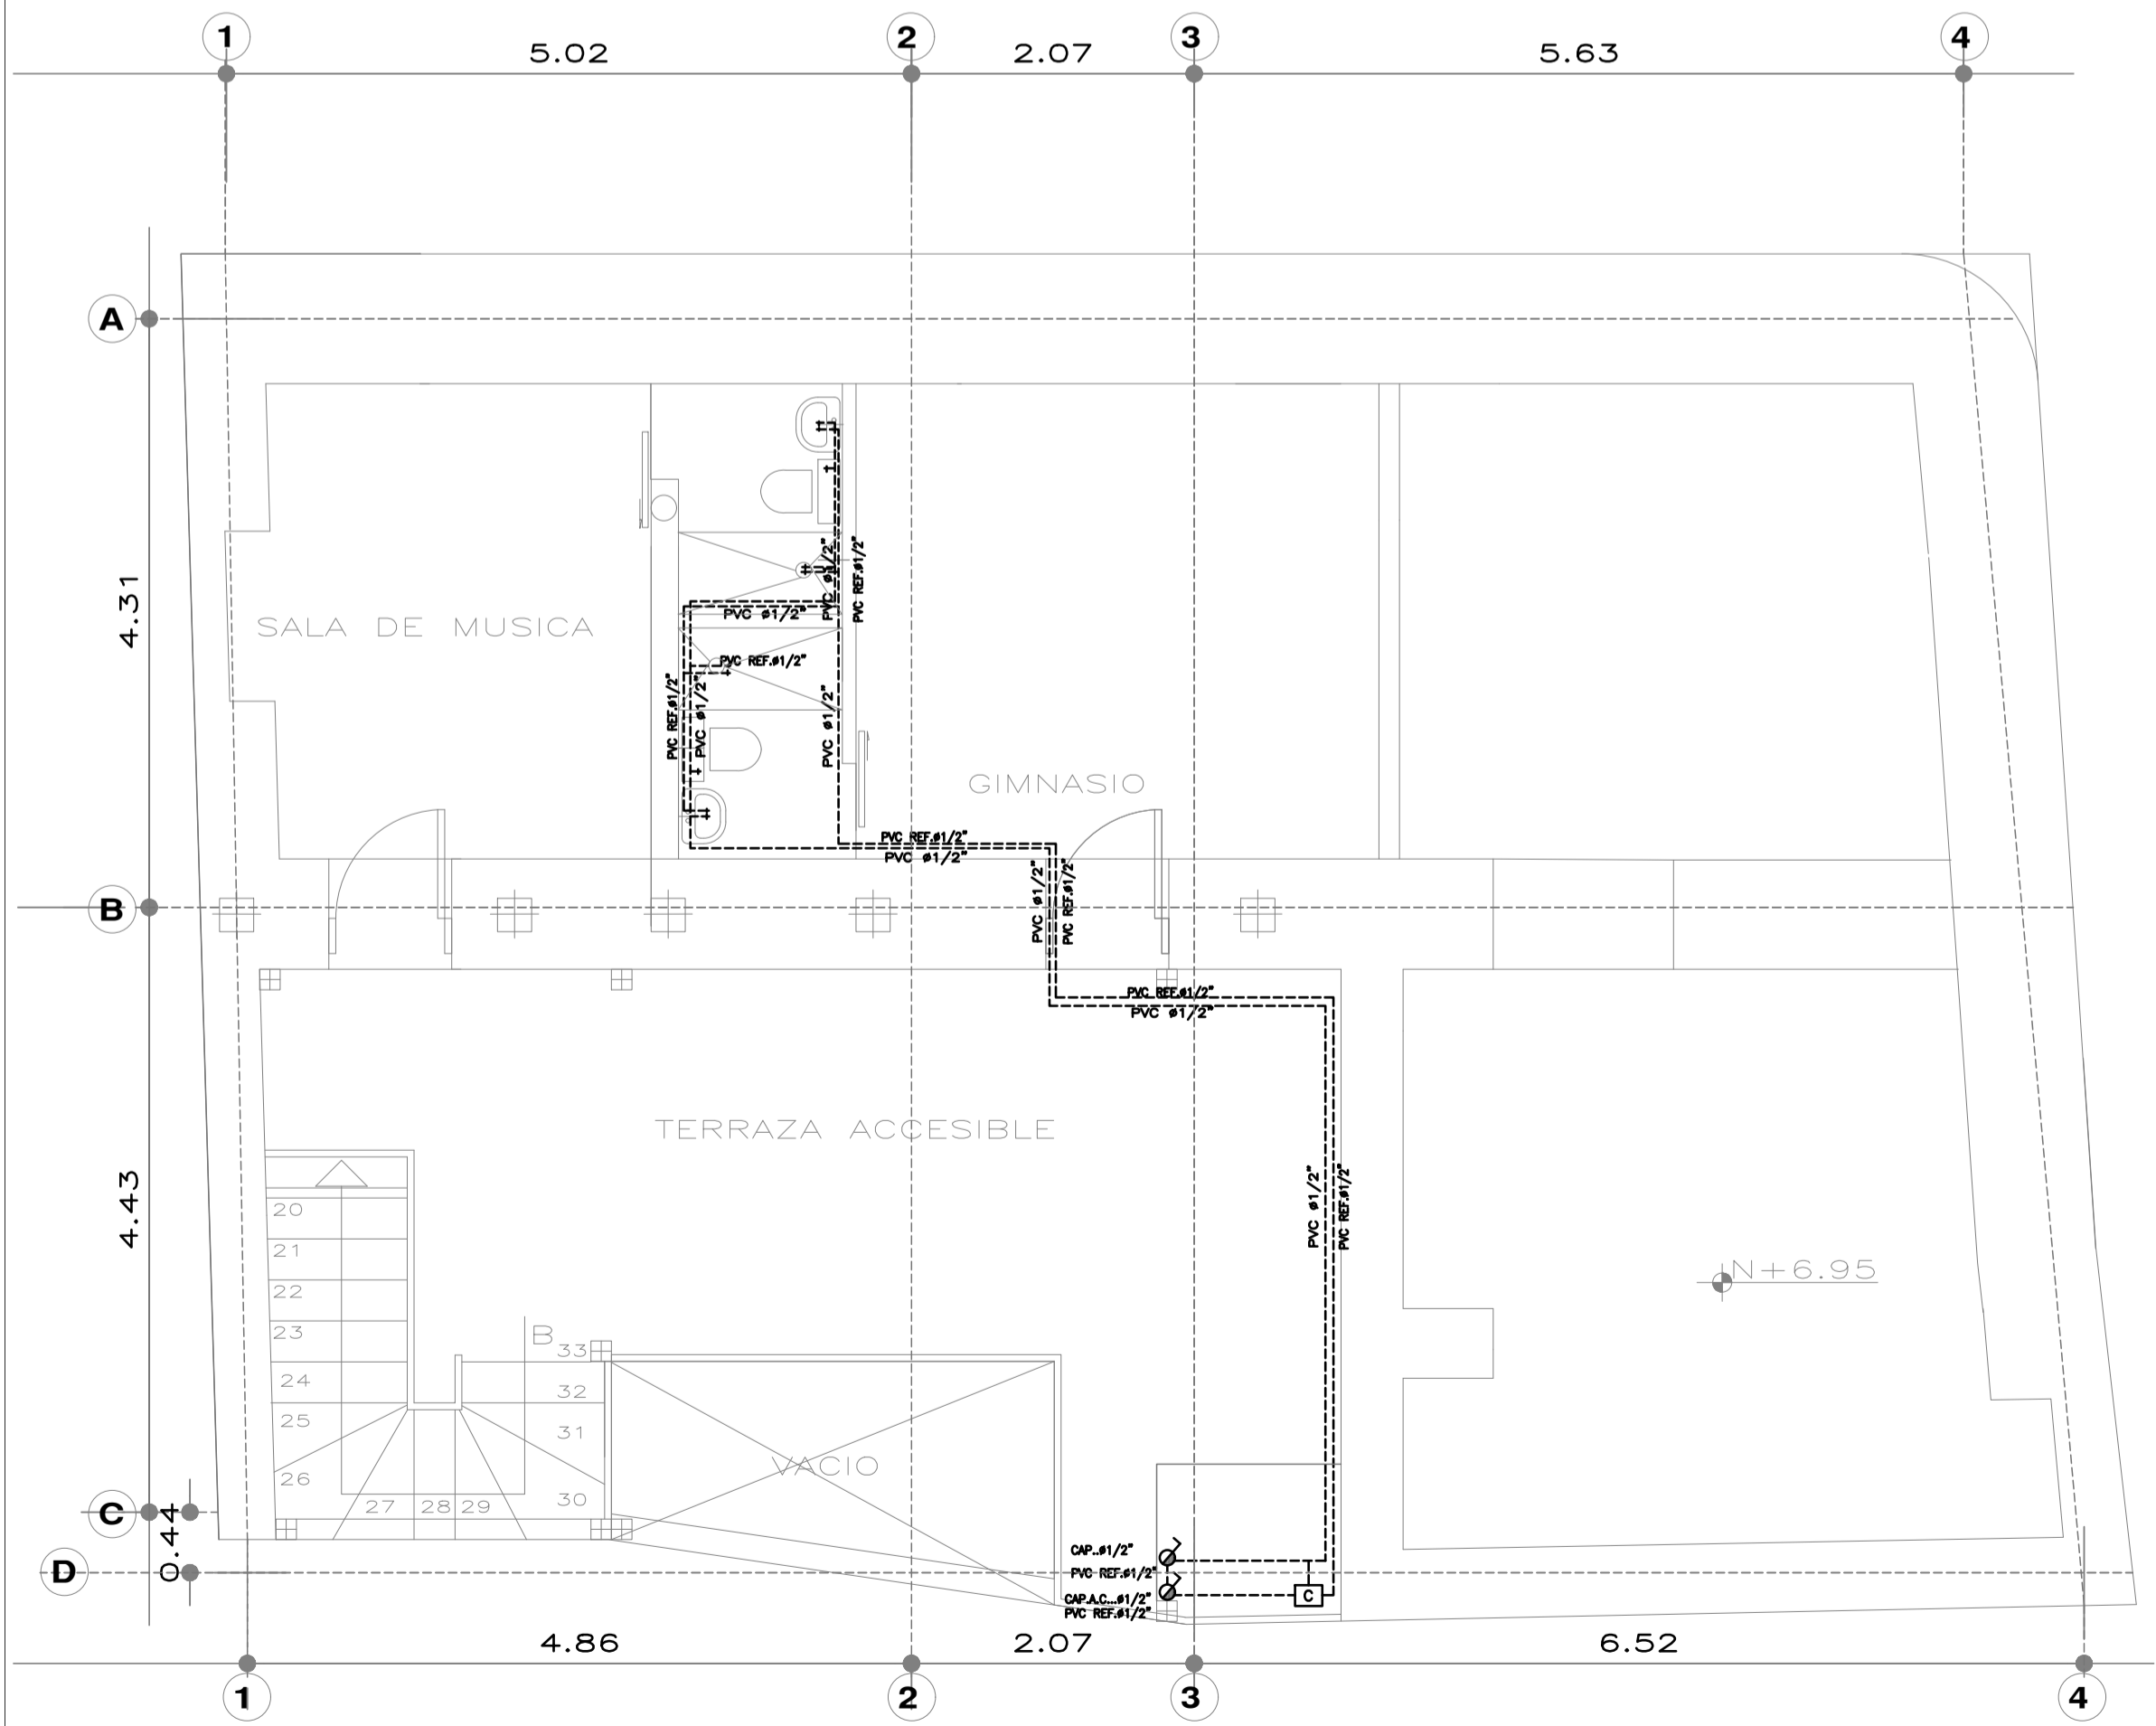 1
2
3
4
5.02
2.07
5.63
A
4.31
SALA DE MUSICA
PVC ø1/2"
PVC REF.ø1/2"
PVC ø1/2"
PVC REF.ø1/2"
PVC REF.ø1/2"
PVC ø1/2"
PVC ø1/2"
GIMNASIO
PVC REF.ø1/2"
PVC ø1/2"
PVC ø1/2"
PVC REF.ø1/2"
B
PVC REF.ø1/2"
PVC ø1/2"
TERRAZA ACCESIBLE
4.43
PVC ø1/2"
PVC REF.ø1/2"
20
21
22
23
24
25
26
27
28
29
30
31
32
33
B
N+6.95
VACIO
C
0.44
D
CAP..ø1/2"
PVC REF.ø1/2"
CAP.A.C...ø1/2"
PVC REF.ø1/2"
C
4.86
2.07
6.52
1
2
3
4